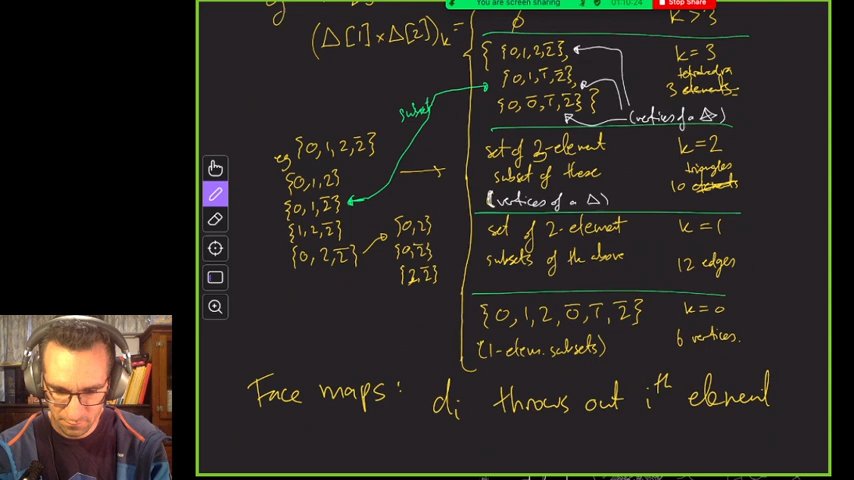 You are screen sharing 01:10:24 Stop Share
φ k > 3
(Δ[1] × Δ[2])k =
{ {0,1,2,2̅}, k = 3
{0,1,1̅,2̅}, tetrahedra
{0,0̅,1̅,2̅} } 3 elements
(vertices of a
subset
set of 3-element k = 2
subset of these triangles
(vertices of a Δ) 10
eg {0,1,2,2̅}
{0,1,2}
{0,1,2̅}
{1,2,2̅}
{0,2,2̅}
{0,2}
{0,2̅}
{2,2̅}
set of 2-element k = 1
subsets of the above 12 edges
{0,1,2,0̅,1̅,2̅} k = 0
(1-elem. subsets) 6 vertices.
Face maps: di throws out ith element